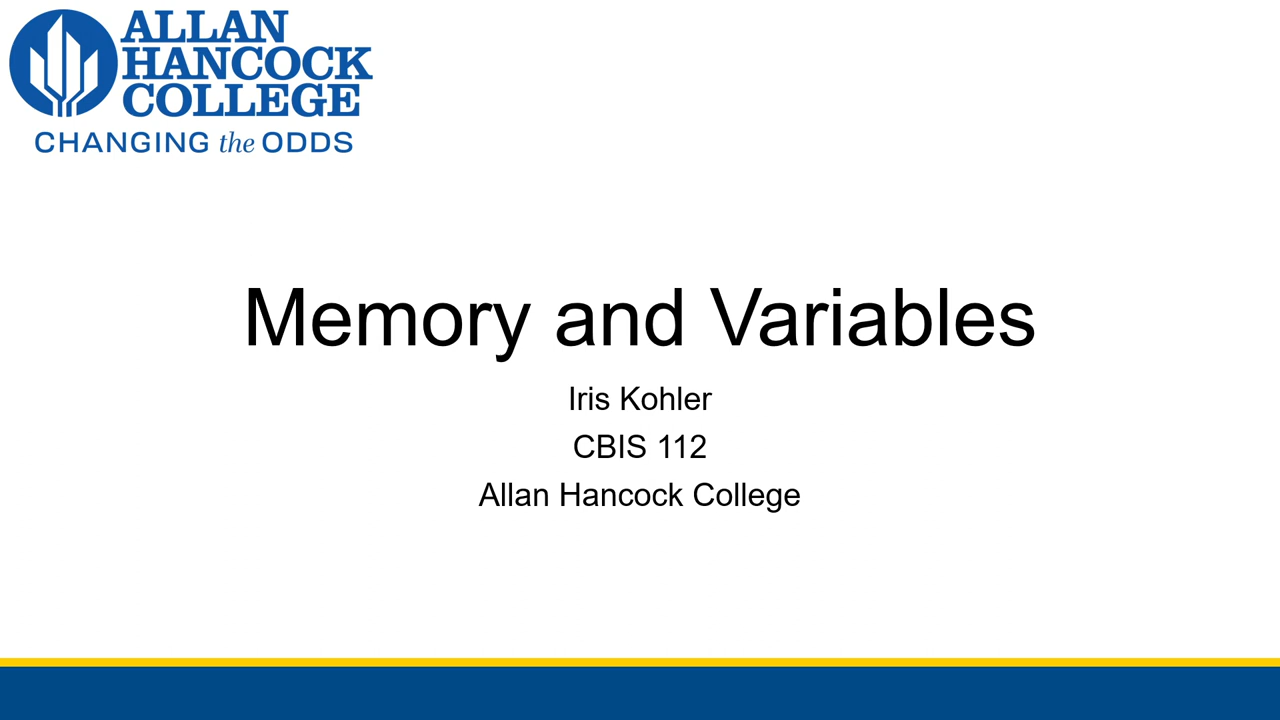 ALLAN
HANCOCK
COLLEGE
CHANGING the ODDS
Memory and Variables
Iris Kohler
CBIS 112
Allan Hancock College